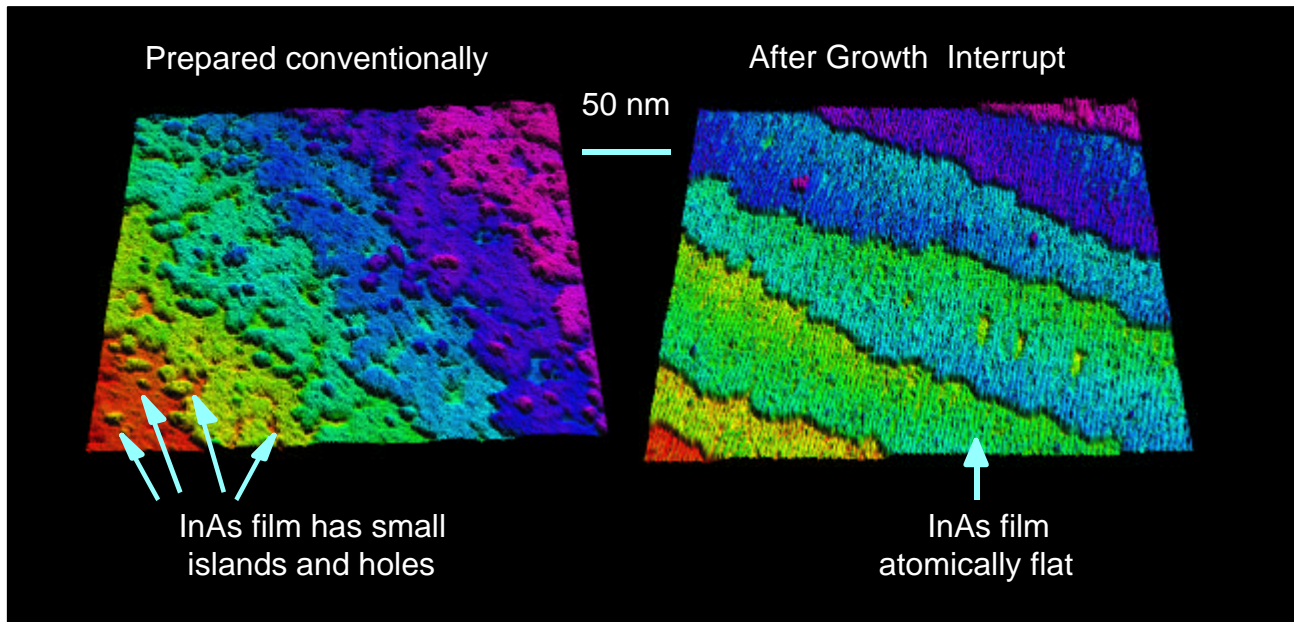 Prepared conventionally
After Growth Interrupt
50 nm
InAs film has small
islands and holes
InAs film
atomically flat